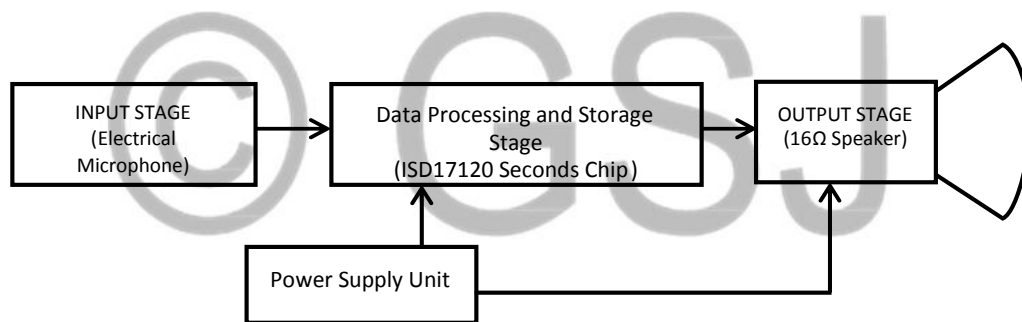 © GSJ
INPUT STAGE
(Electrical
Microphone)
Data Processing and Storage
Stage
(ISD17120 Seconds Chip)
OUTPUT STAGE
(16Ω Speaker)
Power Supply Unit